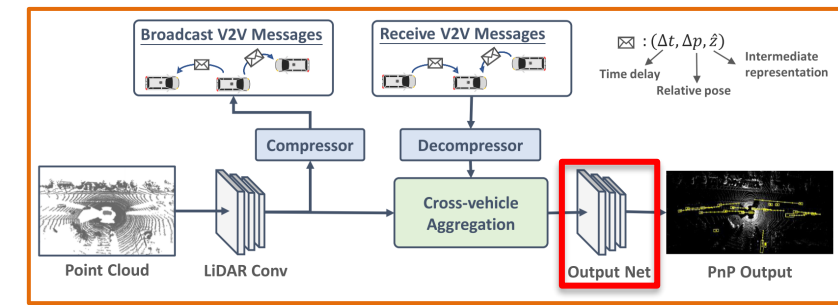 Broadcast V2V Messages
Receive V2V Messages
: (Δt, Δp, ẑ)
Time delay
Relative pose
Intermediate
representation
Compressor
Decompressor
Cross-vehicle
Aggregation
Point Cloud
LiDAR Conv
Output Net
PnP Output